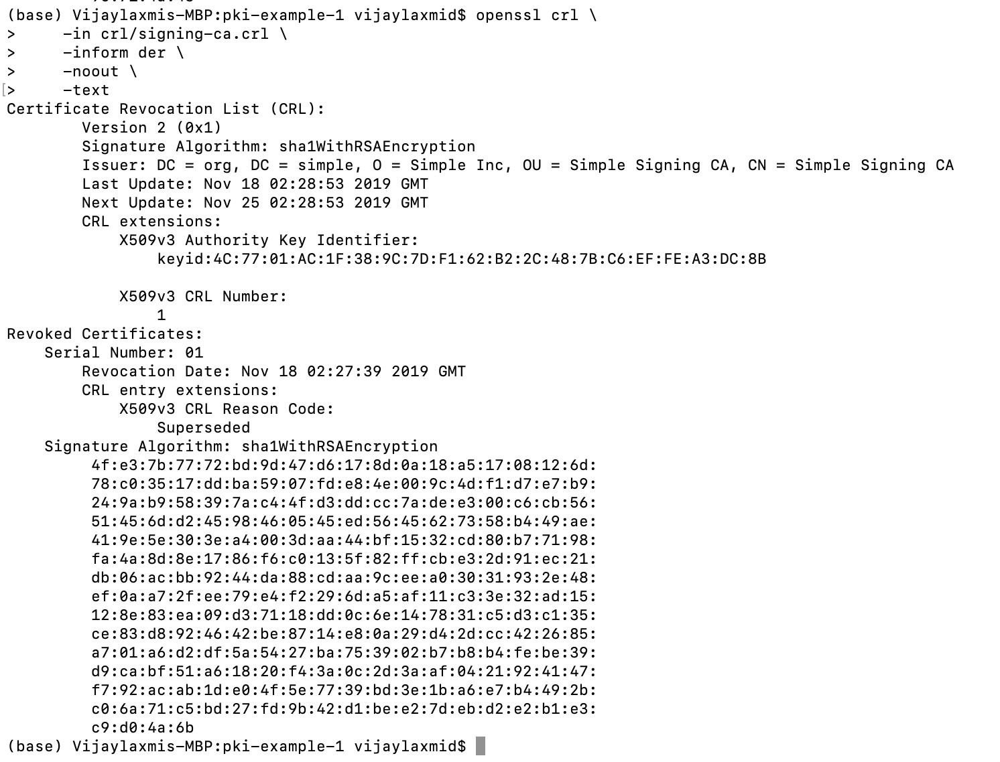 (base) Vijaylaxmis-MBP:pki-example-1 vijaylaxmid$ openssl crl \
>     -in crl/signing-ca.crl \
>     -inform der \
>     -noout \
[>     -text
Certificate Revocation List (CRL):
        Version 2 (0x1)
        Signature Algorithm: sha1WithRSAEncryption
        Issuer: DC = org, DC = simple, O = Simple Inc, OU = Simple Signing CA, CN = Simple Signing CA
        Last Update: Nov 18 02:28:53 2019 GMT
        Next Update: Nov 25 02:28:53 2019 GMT
        CRL extensions:
            X509v3 Authority Key Identifier:
                keyid:4C:77:01:AC:1F:38:9C:7D:F1:62:B2:2C:48:7B:C6:EF:FE:A3:DC:8B

            X509v3 CRL Number:
                1
Revoked Certificates:
    Serial Number: 01
        Revocation Date: Nov 18 02:27:39 2019 GMT
        CRL entry extensions:
            X509v3 CRL Reason Code:
                Superseded
    Signature Algorithm: sha1WithRSAEncryption
         4f:e3:7b:77:72:bd:9d:47:d6:17:8d:0a:18:a5:17:08:12:6d:
         78:c0:35:17:dd:ba:59:07:fd:e8:4e:00:9c:4d:f1:d7:e7:b9:
         24:9a:b9:58:39:7a:c4:4f:d3:dd:cc:7a:de:e3:00:c6:cb:56:
         51:45:6d:d2:45:98:46:05:45:ed:56:45:62:73:58:b4:49:ae:
         41:9e:5e:30:3e:a4:00:3d:aa:44:bf:15:32:cd:80:b7:71:98:
         fa:4a:8d:8e:17:86:f6:c0:13:5f:82:ff:cb:e3:2d:91:ec:21:
         db:06:ac:bb:92:44:da:88:cd:aa:9c:ee:a0:30:31:93:2e:48:
         ef:0a:a7:2f:ee:79:e4:f2:29:6d:a5:af:11:c3:3e:32:ad:15:
         12:8e:83:ea:09:d3:71:18:dd:0c:6e:14:78:31:c5:d3:c1:35:
         ce:83:d8:92:46:42:be:87:14:e8:0a:29:d4:2d:cc:42:26:85:
         a7:01:a6:d2:df:5a:54:27:ba:75:39:02:b7:b8:b4:fe:be:39:
         d9:ca:bf:51:a6:18:20:f4:3a:0c:2d:3a:af:04:21:92:41:47:
         f7:92:ac:ab:1d:e0:4f:5e:77:39:bd:3e:1b:a6:e7:b4:49:2b:
         c0:6a:71:c5:bd:27:fd:9b:42:d1:be:e2:7d:eb:d2:e2:b1:e3:
         c9:d0:4a:6b
(base) Vijaylaxmis-MBP:pki-example-1 vijaylaxmid$